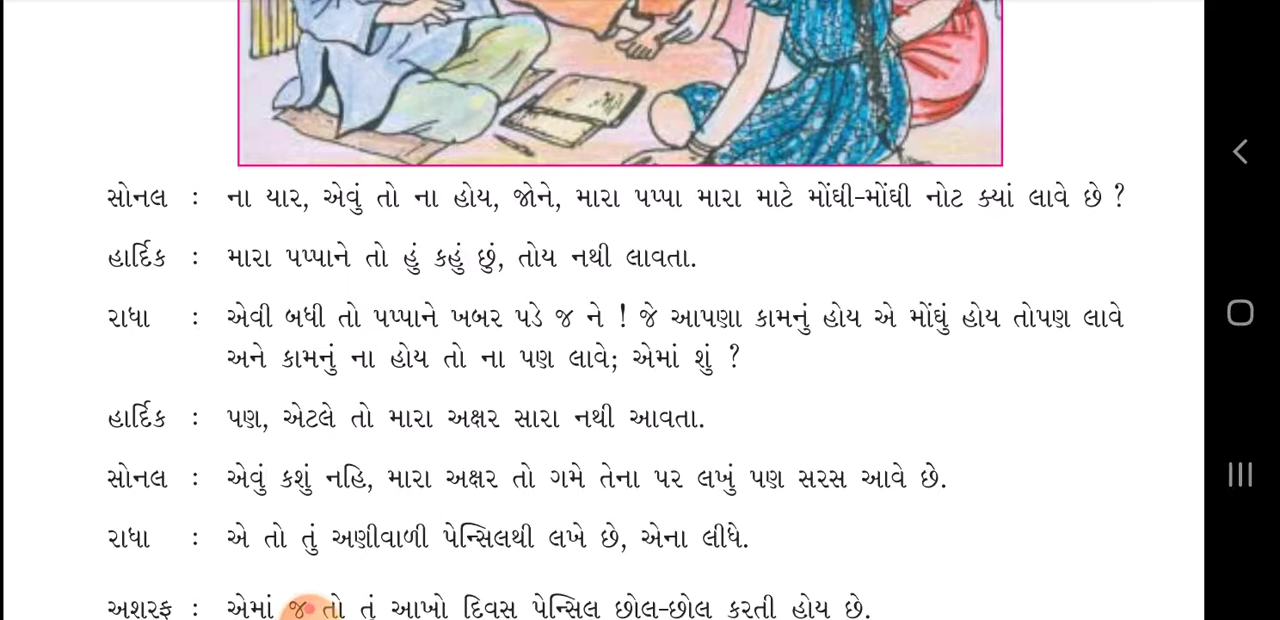 સોનલ : ના યાર, એવું તો ના હોય, જોને, મારા પપ્પા મારા માટે મોંઘી-મોંઘી નોટ ક્યાં લાવે છે ?
હાર્દિક : મારા પપ્પાને તો હું કહું છું, તોય નથી લાવતા.
રાધા : એવી બધી તો પપ્પાને ખબર પડે જ ને ! જે આપણા કામનું હોય એ મોંઘું હોય તોપણ લાવે
અને કામનું ના હોય તો ના પણ લાવે; એમાં શું ?
હાર્દિક : પણ, એટલે તો મારા અક્ષર સારા નથી આવતા.
સોનલ : એવું કશું નહિ, મારા અક્ષર તો ગમે તેના પર લખું પણ સરસ આવે છે.
રાધા : એ તો તું અણીવાળી પેન્સિલથી લખે છે, એના લીધે.
અશરફ : એમાં જ તો તું આખો દિવસ પેન્સિલ છોલ-છોલ કરતી હોય છે.